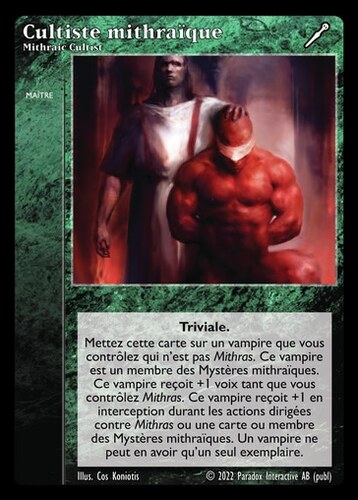 Cultiste mithraïque
Mithraic Cultist
MAÎTRE
Triviale.
Mettez cette carte sur un vampire que vous
contrôlez qui n'est pas Mithras. Ce vampire
est un membre des Mystères mithraïques.
Ce vampire reçoit +1 voix tant que vous
contrôlez Mithras. Ce vampire reçoit +1 en
interception durant les actions dirigées
contre Mithras ou une carte ou membre
des Mystères mithraïques. Un vampire ne
peut en avoir qu'un seul exemplaire.
Illus. Cos Koniotis © 2022 Paradox Interactive AB (publ)